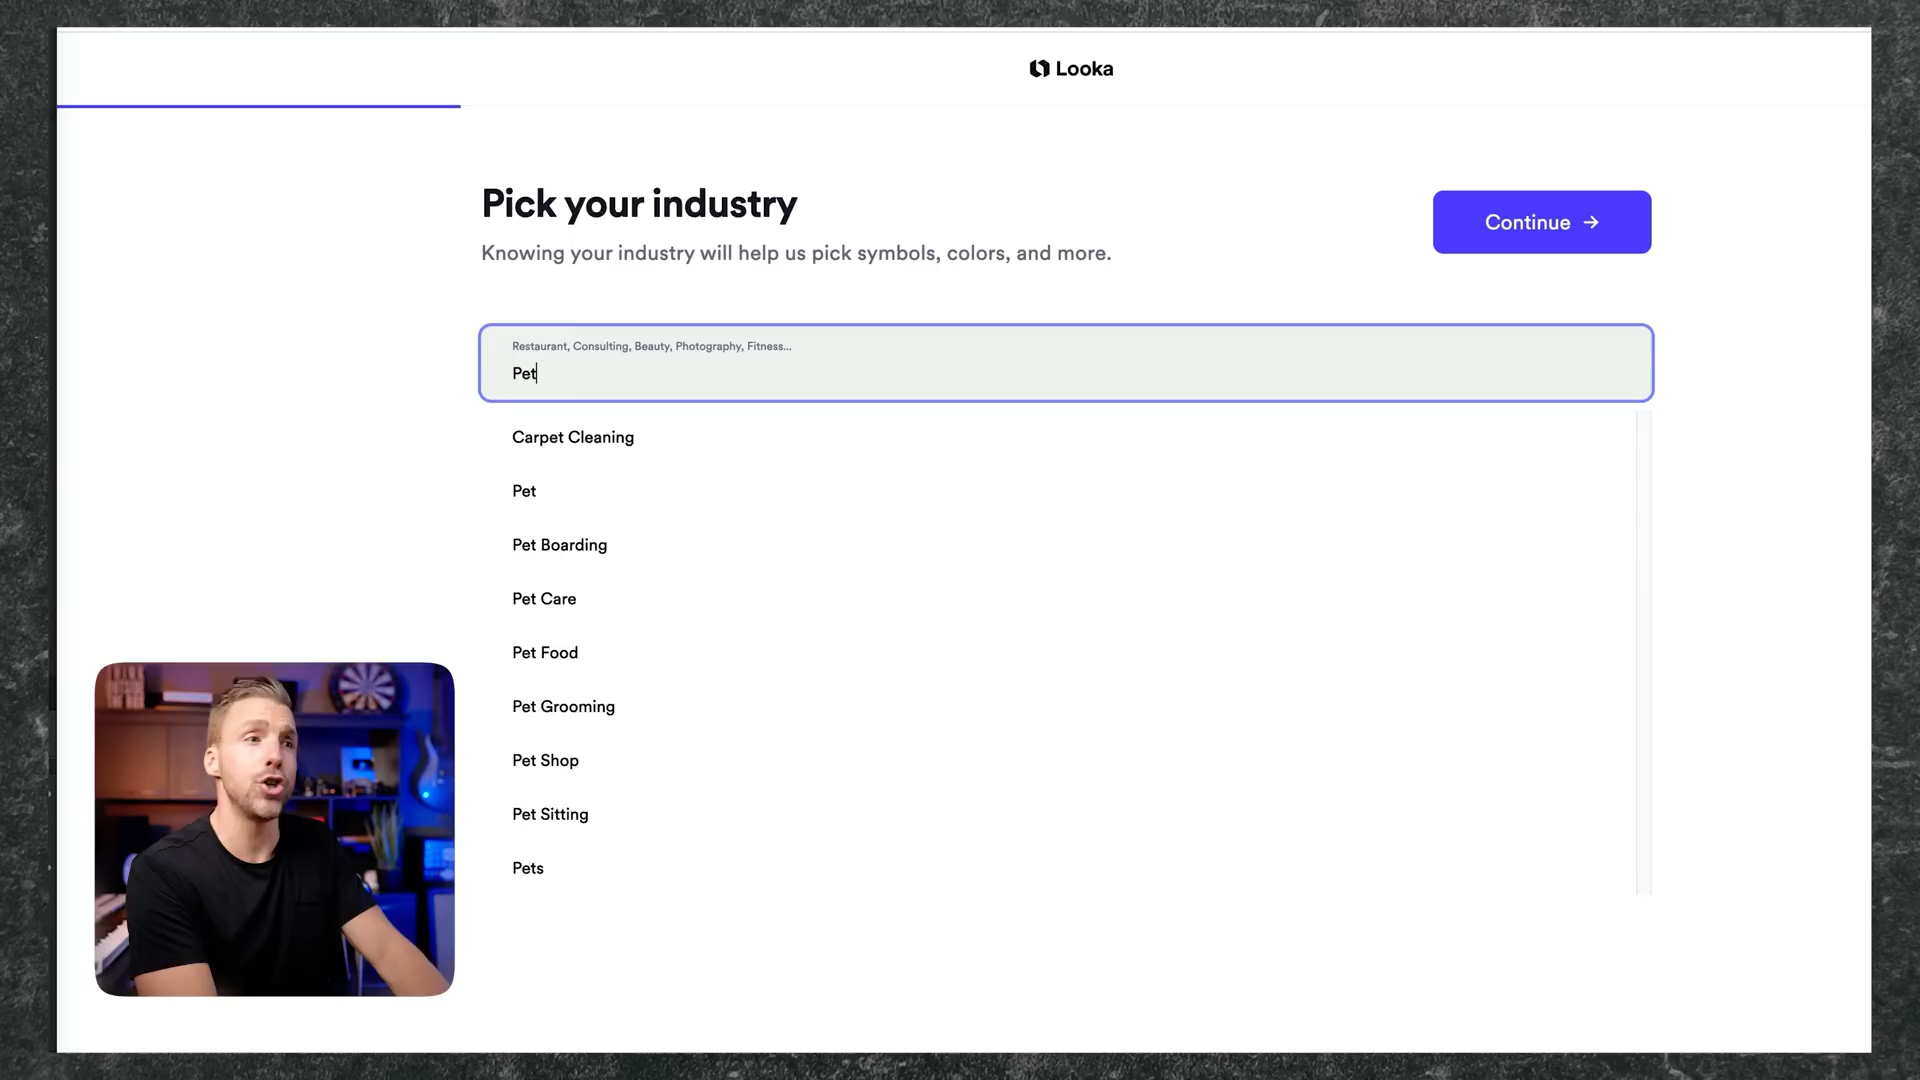 Looka
Pick your industry
Continue →
Knowing your industry will help us pick symbols, colors, and more.
Restaurant, Consulting, Beauty, Photography, Fitness...
Pet
Carpet Cleaning
Pet
Pet Boarding
Pet Care
Pet Food
Pet Grooming
Pet Shop
Pet Sitting
Pets